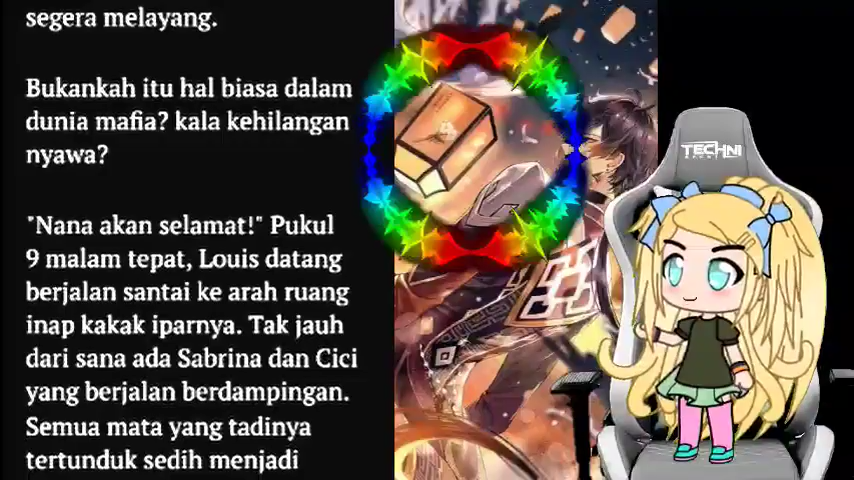 segera melayang.
Bukankah itu hal biasa dalam
dunia mafia? kala kehilangan
nyawa?
"Nana akan selamat!" Pukul
9 malam tepat, Louis datang
berjalan santai ke arah ruang
inap kakak iparnya. Tak jauh
dari sana ada Sabrina dan Cici
yang berjalan berdampingan.
Semua mata yang tadinya
tertunduk sedih menjadi
TECHNI